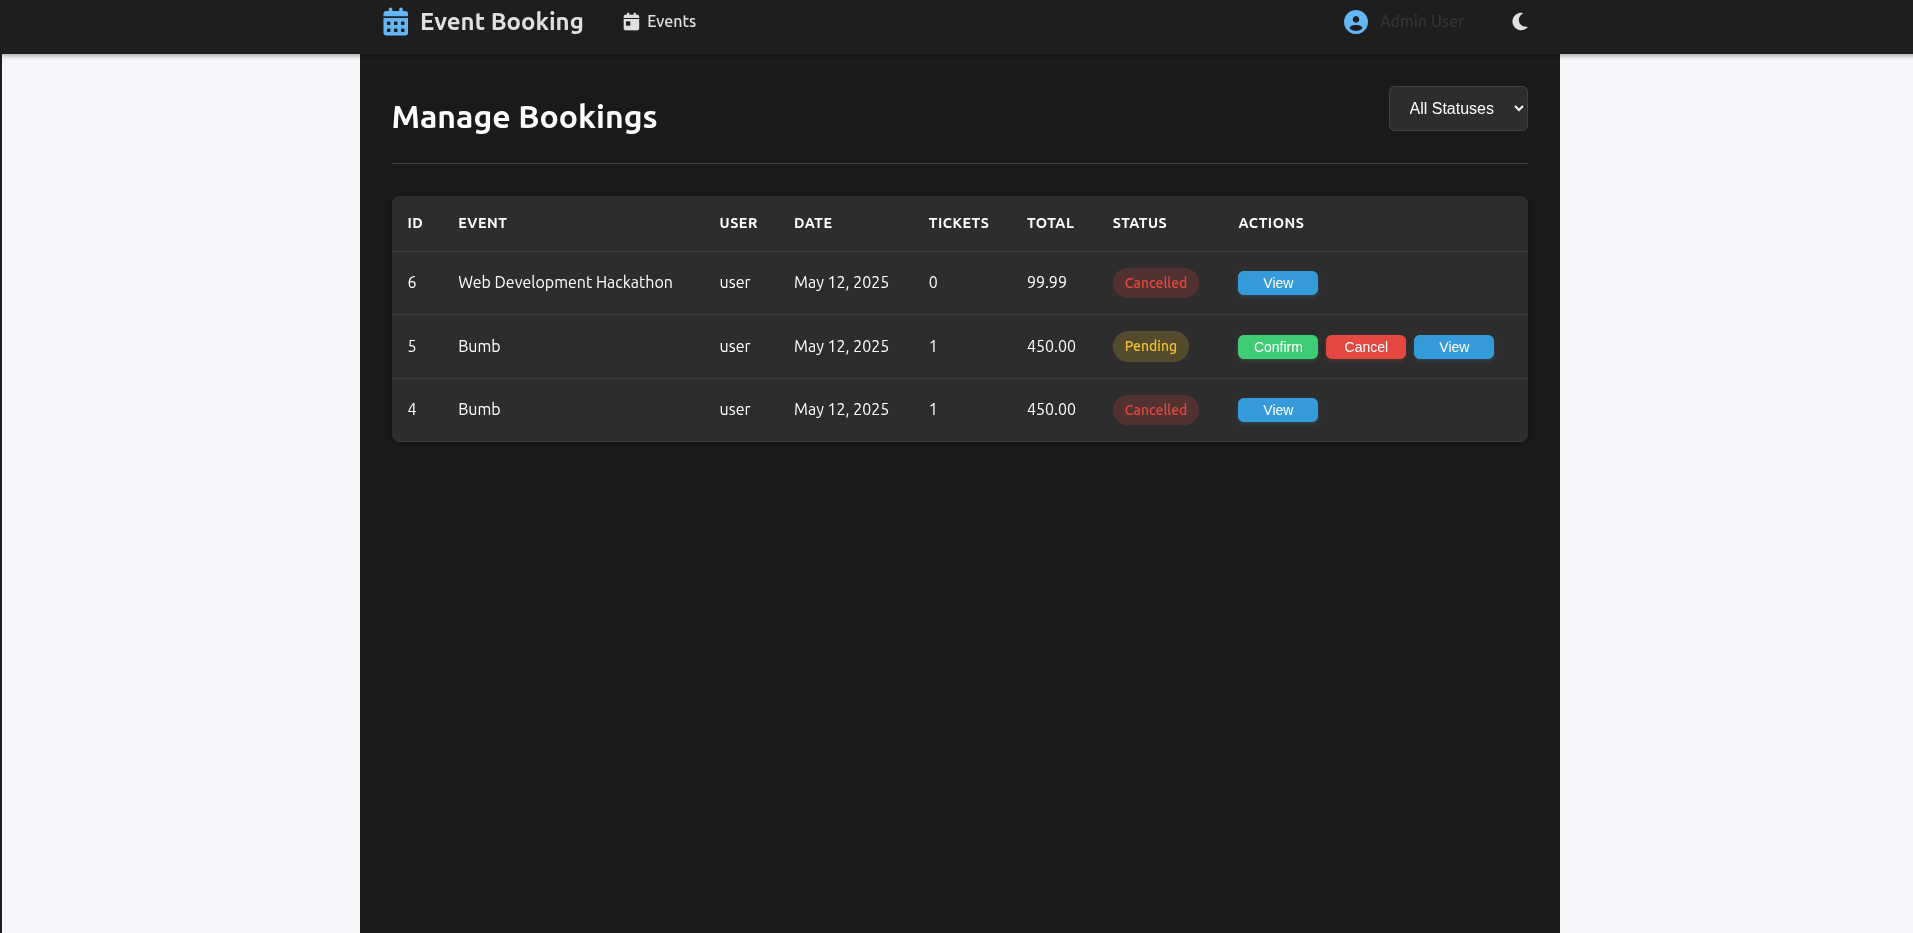 Event Booking Events Admin User
Manage Bookings All Statuses
ID EVENT USER DATE TICKETS TOTAL STATUS ACTIONS
6 Web Development Hackathon user May 12, 2025 0 99.99 Cancelled View
5 Bumb user May 12, 2025 1 450.00 Pending Confirm Cancel View
4 Bumb user May 12, 2025 1 450.00 Cancelled View